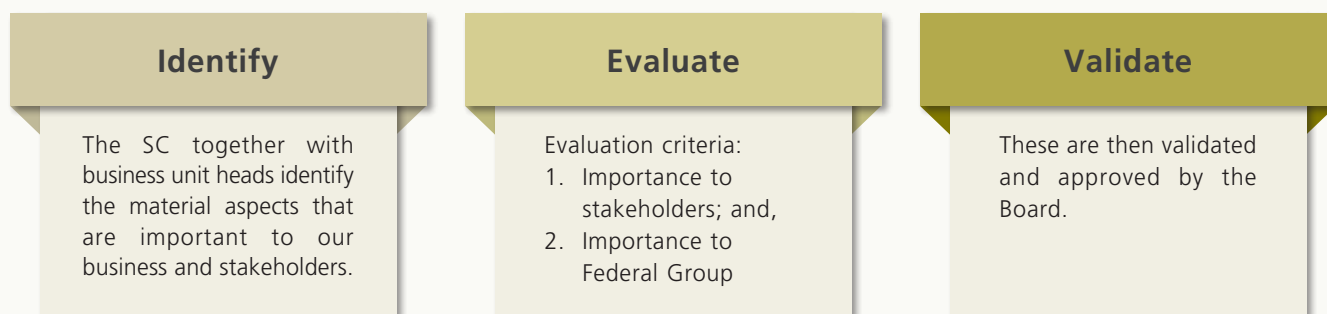 Identify
The SC together with
business unit heads identify
the material aspects that
are important to our
business and stakeholders.
Evaluate
Evaluation criteria:
1. Importance to
stakeholders; and,
2. Importance to
Federal Group
Validate
These are then validated
and approved by the
Board.